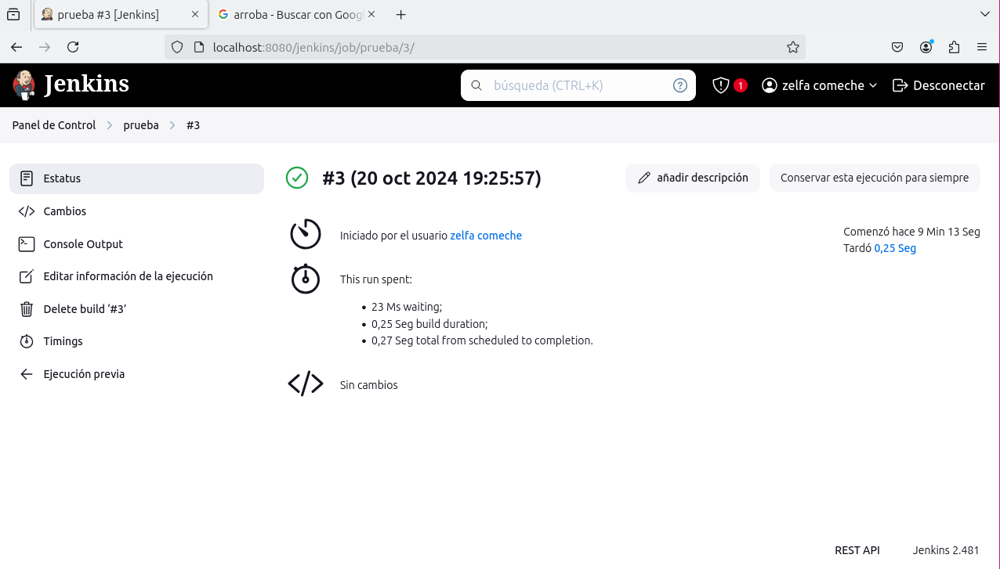 prueba #3 [Jenkins]
arroba - Buscar con Goog
localhost:8080/jenkins/job/prueba/3/
Jenkins
búsqueda (CTRL+K)
1
zelfa comeche
Desconectar
Panel de Control
prueba
#3
Estatus
Cambios
Console Output
Editar información de la ejecución
Delete build ‘#3’
Timings
Ejecución previa
#3 (20 oct 2024 19:25:57)
añadir descripción
Conservar esta ejecución para siempre
Iniciado por el usuario zelfa comeche
Comenzó hace 9 Min 13 Seg
Tardó 0,25 Seg
This run spent:
• 23 Ms waiting;
• 0,25 Seg build duration;
• 0,27 Seg total from scheduled to completion.
Sin cambios
REST API
Jenkins 2.481